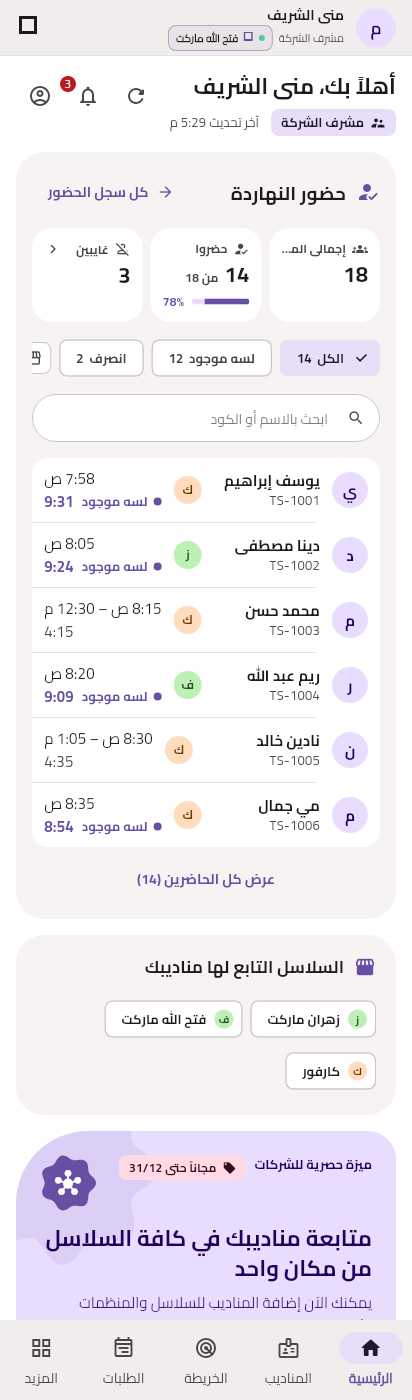 م
منى الشريف
مشرف الشركة
فتح الله ماركت
أهلاً بك، منى الشريف
3
مشرف الشركة
آخر تحديث 5:29 م
حضور النهاردة
كل سجل الحضور
إجمالى المـ...
18
حضروا
14 من 18
78%
غايبين
3
الكل 14
لسه موجود 12
انصرف 2
ابحث بالاسم أو الكود
ي
يوسف إبراهيم
TS-1001
ك
7:58 ص
لسه موجود 9:31
د
دينا مصطفى
TS-1002
ز
8:05 ص
لسه موجود 9:24
م
محمد حسن
TS-1003
ك
8:15 ص – 12:30 م
4:15
ر
ريم عبد الله
TS-1004
ف
8:20 ص
لسه موجود 9:09
ن
نادين خالد
TS-1005
ك
8:30 ص – 1:05 م
4:35
م
مي جمال
TS-1006
ك
8:35 ص
لسه موجود 8:54
عرض كل الحاضرين (14)
السلاسل التابع لها مناديبك
ز زهران ماركت
ف فتح الله ماركت
ك كارفور
ميزة حصرية للشركات
مجاناً حتى 31/12
متابعة مناديبك في كافة السلاسل
من مكان واحد
يمكنك الآن إضافة المناديب للسلاسل والمنظمات
الرئيسية
المناديب
الخريطة
الطلبات
المزيد